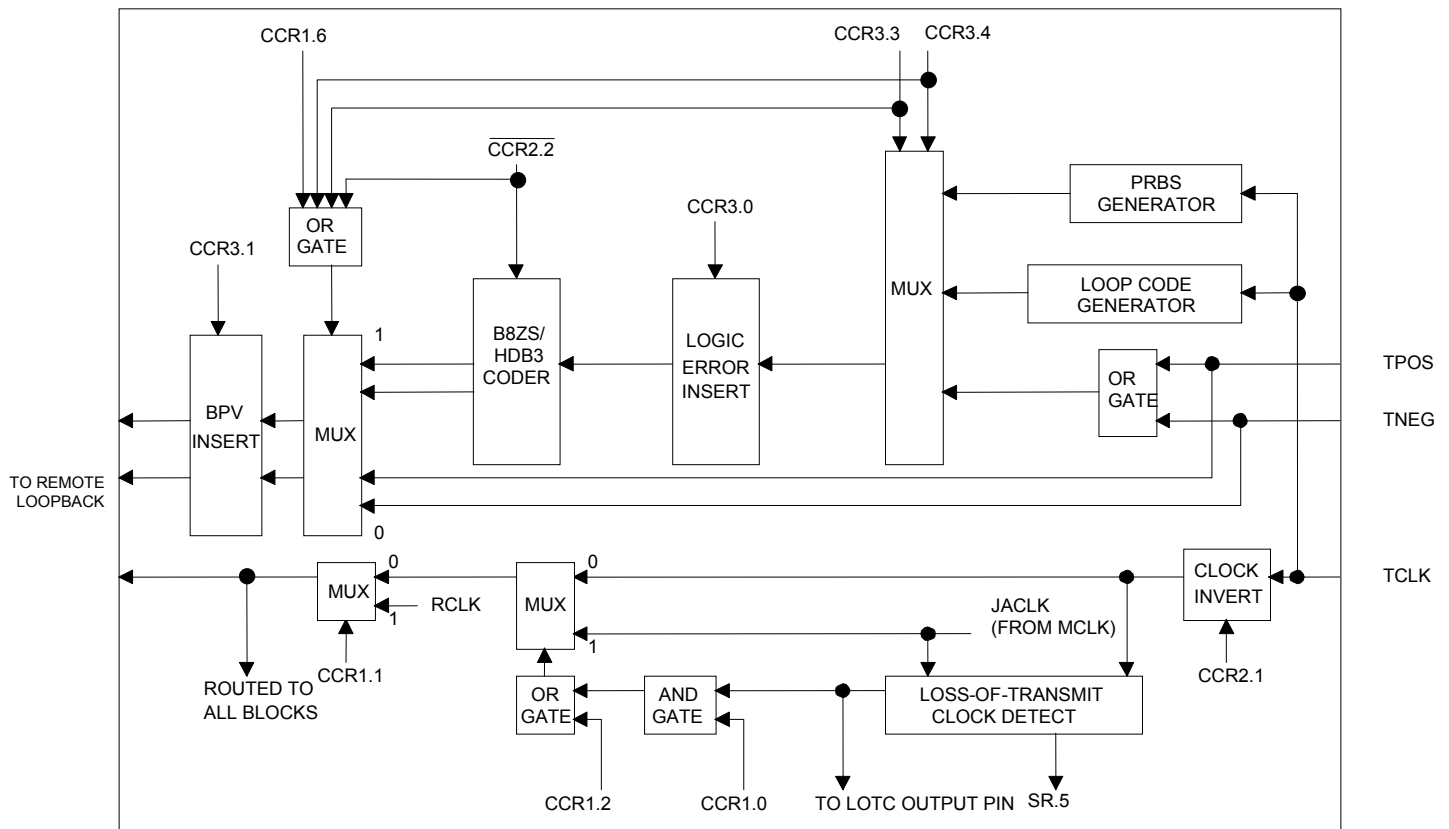 CCR1.6
CCR3.3
CCR3.4
CCR2.2
PRBS
GENERATOR
CCR3.0
OR
GATE
CCR3.1
LOOP CODE
GENERATOR
MUX
B8ZS/
HDB3
CODER
LOGIC
ERROR
INSERT
1
TPOS
OR
GATE
BPV
INSERT
MUX
TNEG
TO REMOTE
LOOPBACK
0
0
MUX
1
RCLK
0
MUX
1
JACLK
(FROM MCLK)
CLOCK
INVERT
TCLK
CCR1.1
CCR2.1
ROUTED TO
ALL BLOCKS
OR
GATE
AND
GATE
LOSS-OF-TRANSMIT
CLOCK DETECT
CCR1.2
CCR1.0
TO LOTC OUTPUT PIN
SR.5